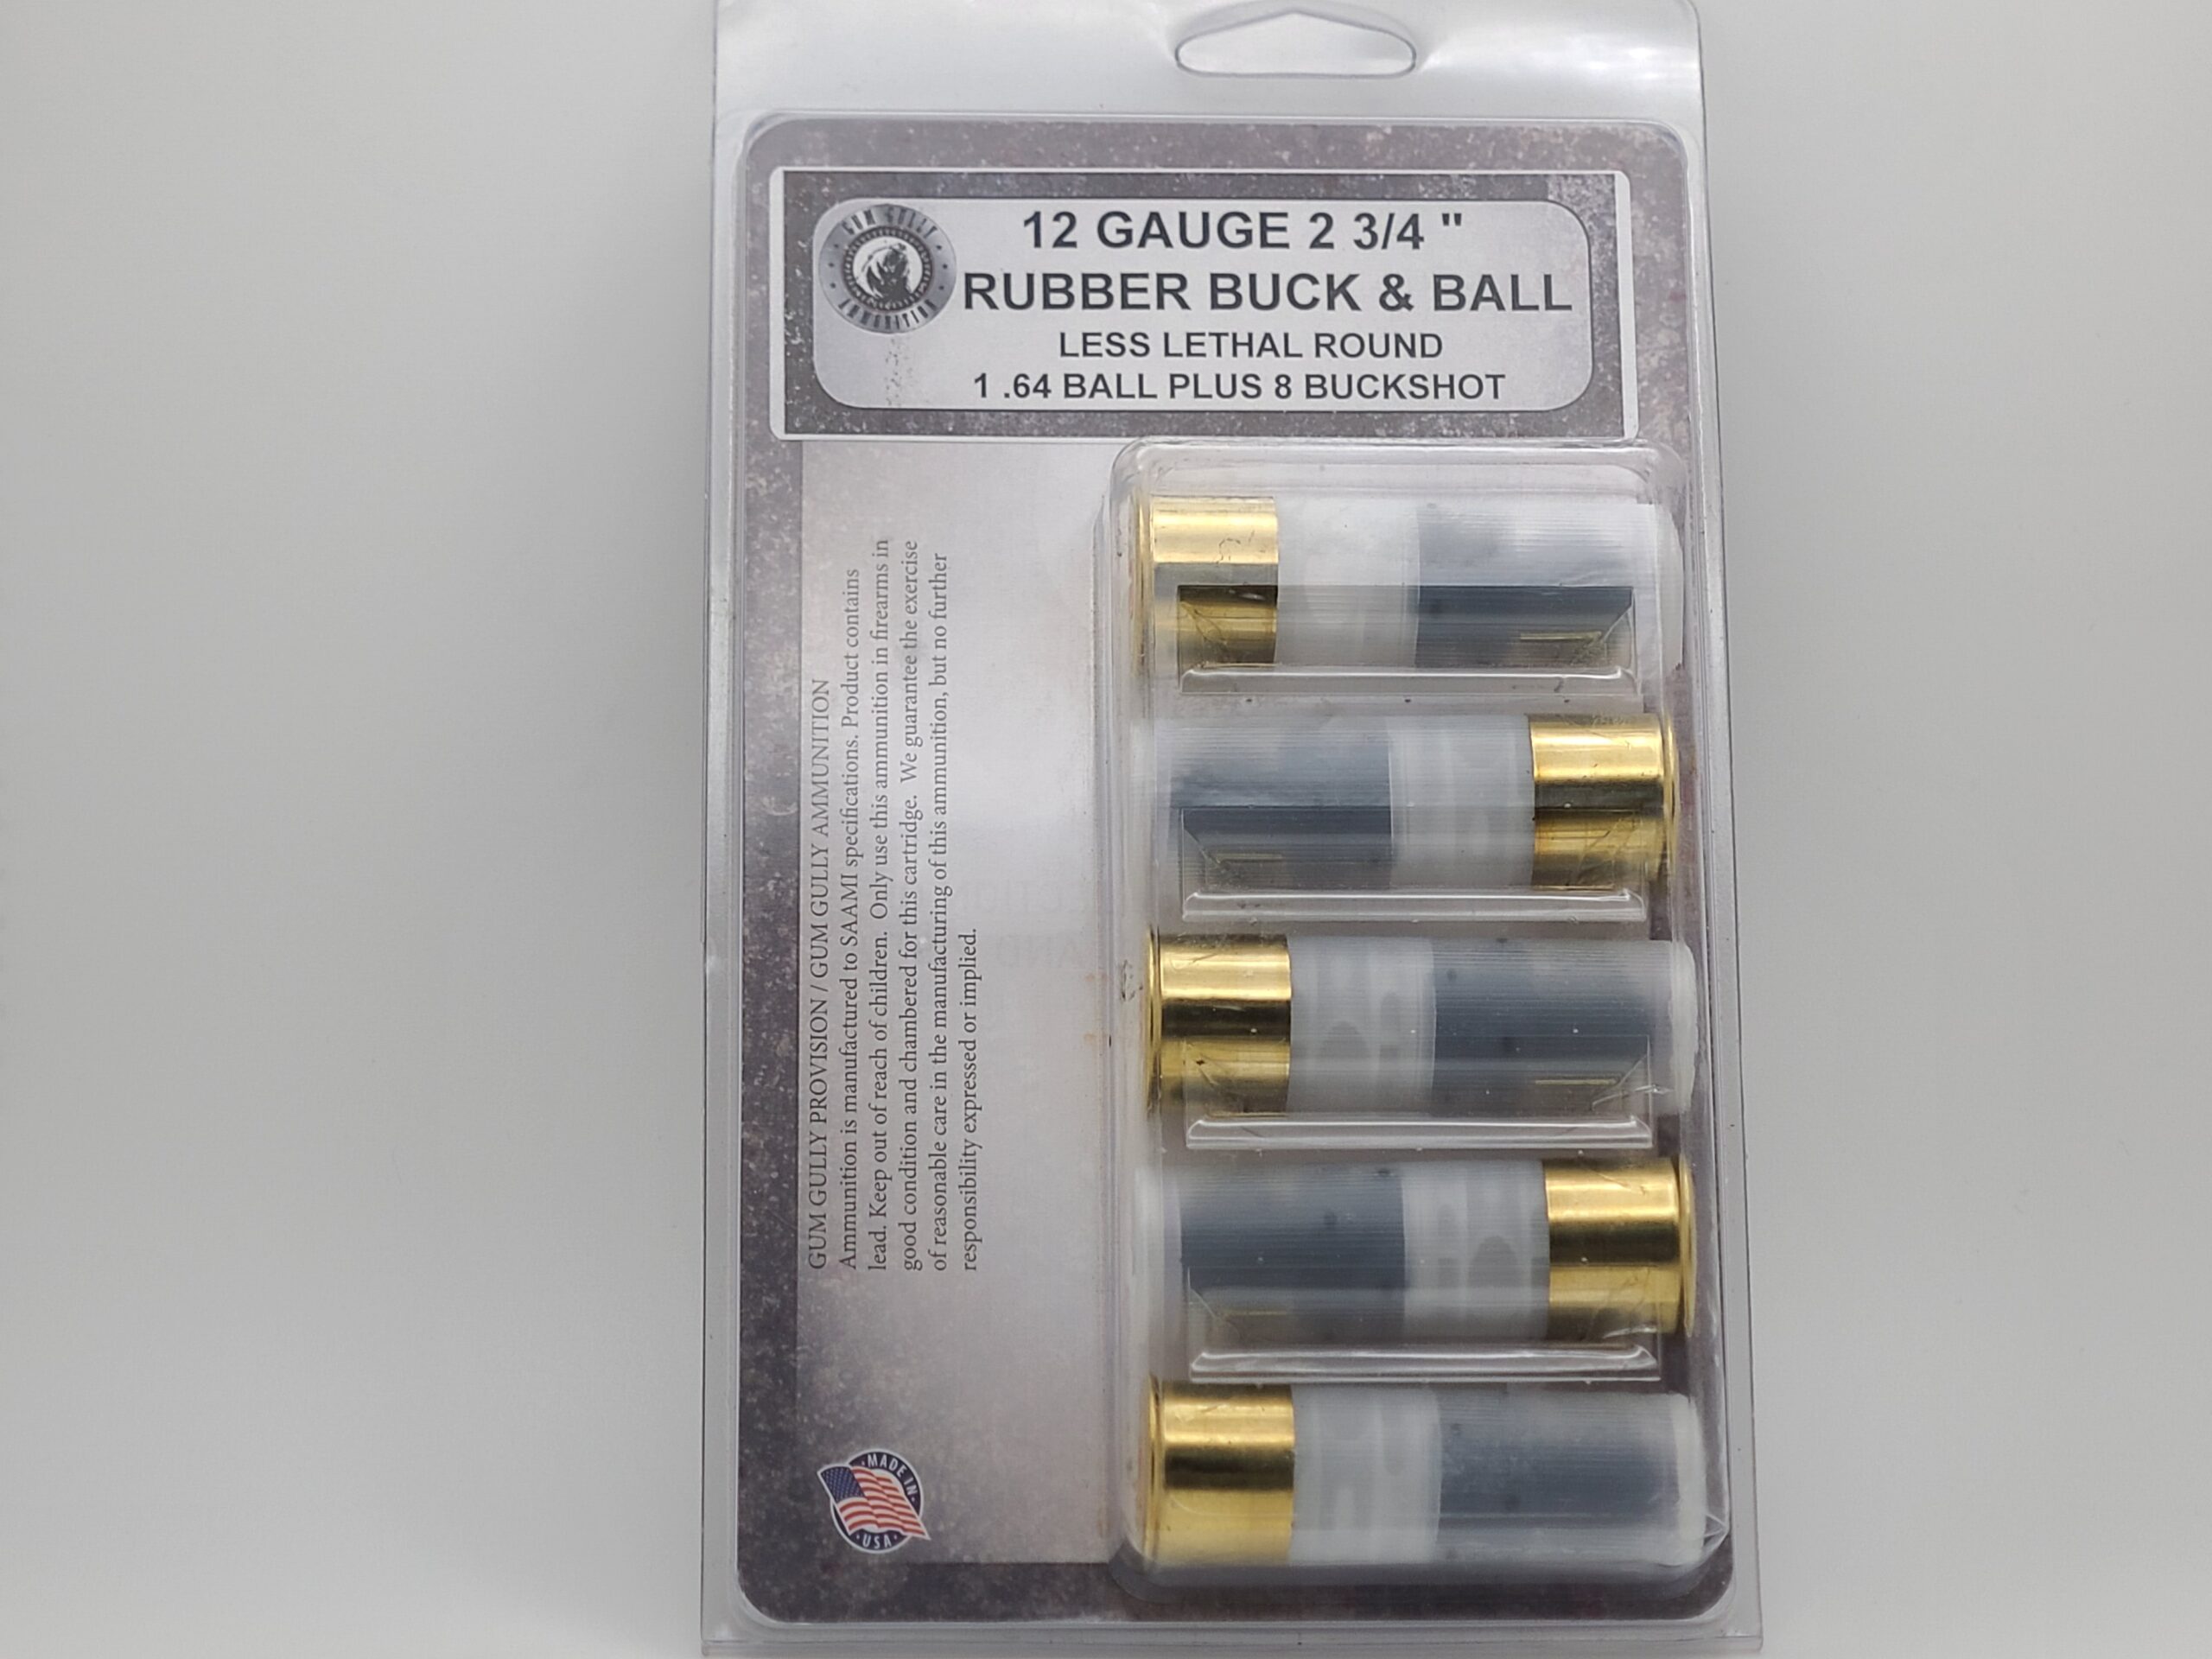 GUM GULLY
AMMUNITION
12 GAUGE 2 3/4 "
RUBBER BUCK & BALL
LESS LETHAL ROUND
1 .64 BALL PLUS 8 BUCKSHOT
GUM GULLY PROVISION / GUM GULLY AMMUNITION
Ammunition is manufactured to SAAMI specifications. Product contains
lead. Keep out of reach of children. Only use this ammunition in firearms in
good condition and chambered for this cartridge. We guarantee the exercise
of reasonable care in the manufacturing of this ammunition, but no further
responsibility expressed or implied.
MADE IN
USA